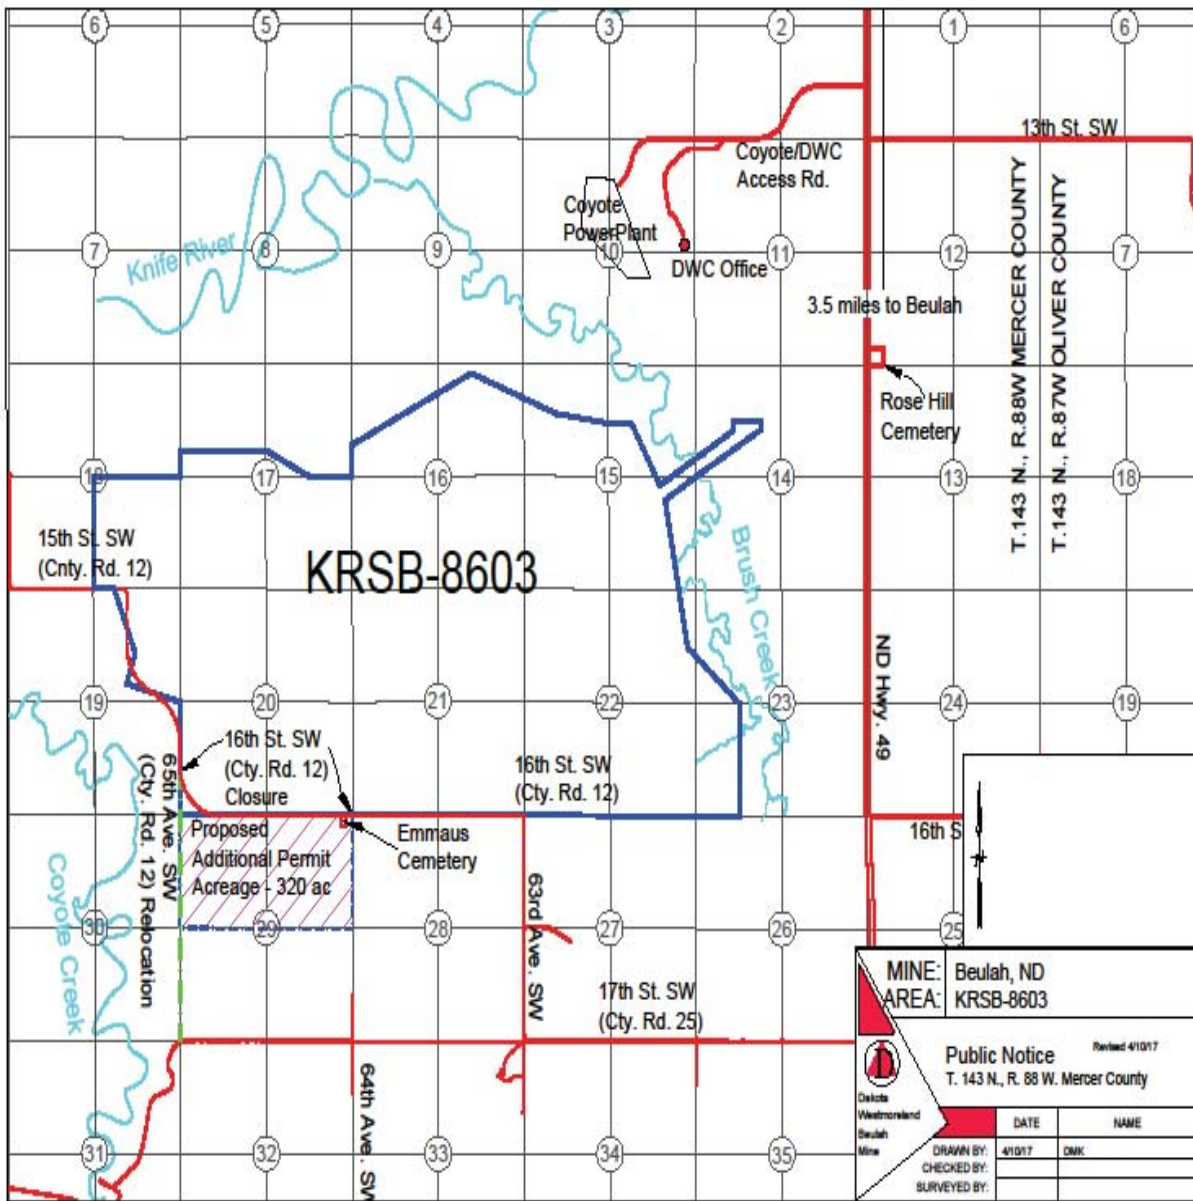 6
5
4
3
2
1
6
13th St. SW
Coyote/DWC
Access Rd.
Coyote
PowerPlant
Knife River
7
8
9
10
11
12
7
DWC Office
T.143 N., R.88W MERCER COUNTY
T.143 N., R.87W OLIVER COUNTY
3.5 miles to Beulah
Rose Hill
Cemetery
18
17
16
15
14
13
18
15th St. SW
(Cnty. Rd. 12)
KRSB-8603
Brush Creek
ND Hwy. 49
19
20
21
22
23
24
19
16th St. SW
(Cty. Rd. 12)
Closure
16th St. SW
(Cty. Rd. 12)
65th Ave. SW
(Cty. Rd. 12) Relocation
Proposed
Additional Permit
Acreage - 320 ac
Emmaus
Cemetery
16th S
Coyote Creek
63rd Ave. SW
30
29
28
27
26
25
17th St. SW
(Cty. Rd. 25)
64th Ave. SW
31
32
33
34
35
MINE: Beulah, ND
AREA: KRSB-8603
Public Notice
Revised 4/10/17
T. 143 N., R. 88 W. Mercer County
D
Dakota
Westmoreland
Beulah
Mine
DATE NAME
DRAWN BY: 4/10/17 DMK
CHECKED BY:
SURVEYED BY: